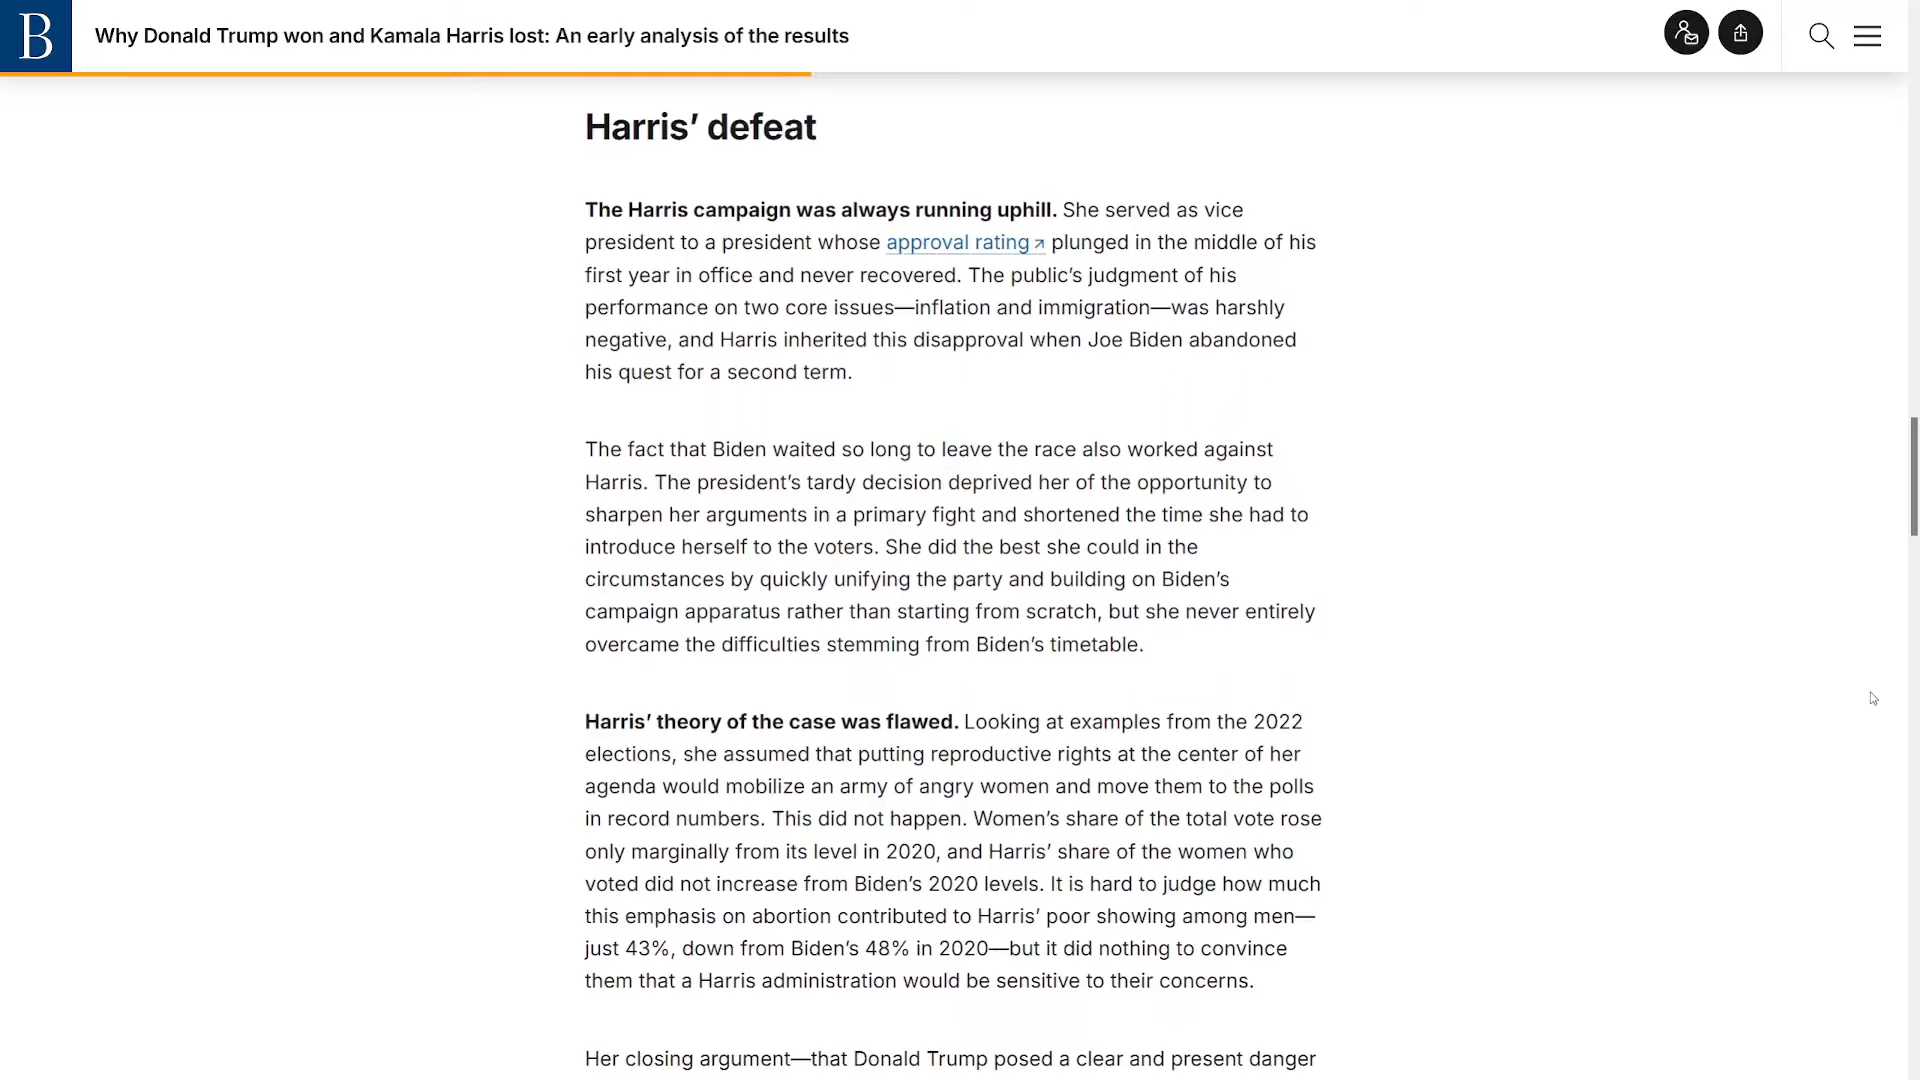 B
Why Donald Trump won and Kamala Harris lost: An early analysis of the results
Harris’ defeat
The Harris campaign was always running uphill. She served as vice
president to a president whose approval rating↗ plunged in the middle of his
first year in office and never recovered. The public’s judgment of his
performance on two core issues—inflation and immigration—was harshly
negative, and Harris inherited this disapproval when Joe Biden abandoned
his quest for a second term.
The fact that Biden waited so long to leave the race also worked against
Harris. The president’s tardy decision deprived her of the opportunity to
sharpen her arguments in a primary fight and shortened the time she had to
introduce herself to the voters. She did the best she could in the
circumstances by quickly unifying the party and building on Biden’s
campaign apparatus rather than starting from scratch, but she never entirely
overcame the difficulties stemming from Biden’s timetable.
Harris’ theory of the case was flawed. Looking at examples from the 2022
elections, she assumed that putting reproductive rights at the center of her
agenda would mobilize an army of angry women and move them to the polls
in record numbers. This did not happen. Women’s share of the total vote rose
only marginally from its level in 2020, and Harris’ share of the women who
voted did not increase from Biden’s 2020 levels. It is hard to judge how much
this emphasis on abortion contributed to Harris’ poor showing among men—
just 43%, down from Biden’s 48% in 2020—but it did nothing to convince
them that a Harris administration would be sensitive to their concerns.
Her closing argument—that Donald Trump posed a clear and present danger